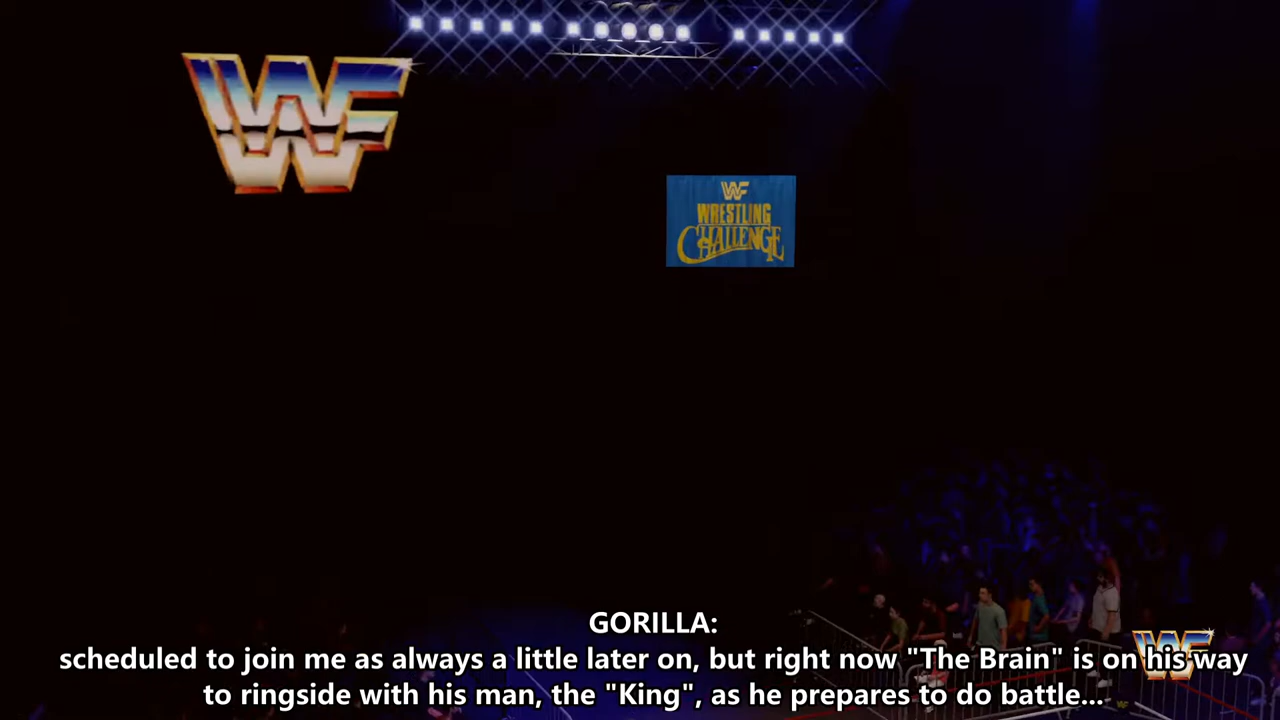 WF
WF
WRESTLING
CHALLENGE
GORILLA:
scheduled to join me as always a little later on, but right now "The Brain" is on his way
to ringside with his man, the "King", as he prepares to do battle...
WF